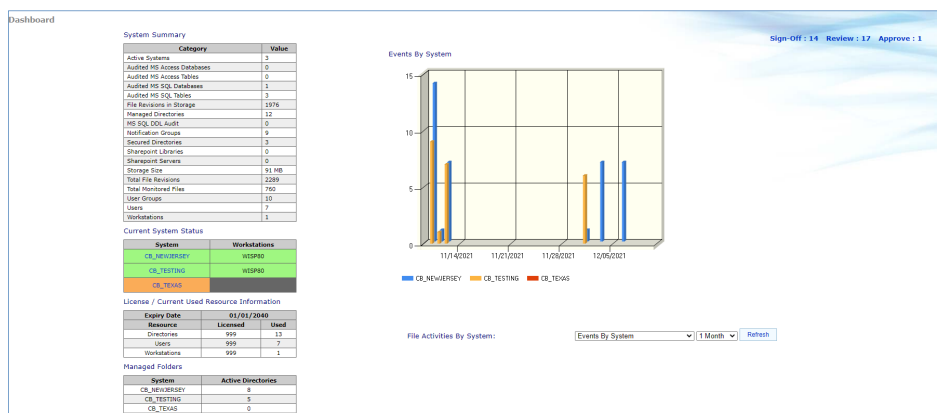 Dashboard
Sign-Off : 14 Review : 17 Approve : 1
System Summary
Category Value
Active Systems 3
Audited MS Access Databases 0
Audited MS Access Tables 0
Audited MS SQL Databases 1
Audited MS SQL Tables 3
File Revisions in Storage 1976
Managed Directories 12
MS SQL DDL Audit 0
Notification Groups 9
Secured Directories 3
Sharepoint Libraries 0
Sharepoint Servers 0
Storage Size 91 MB
Total File Revisions 2289
Total Monitored Files 760
User Groups 10
Users 7
Workstations 1
Current System Status
System Workstations
CB_NEWJERSEY WISP80
CB_TESTING WISP80
CB_TEXAS
License / Current Used Resource Information
Expiry Date 01/01/2040
Resource Licensed Used
Directories 999 13
Users 999 7
Workstations 999 1
Managed Folders
System Active Directories
CB_NEWJERSEY 8
CB_TESTING 5
CB_TEXAS 0
Events By System
15
10
5
0
11/14/2021 11/21/2021 11/28/2021 12/05/2021
CB_NEWJERSEY CB_TESTING CB_TEXAS
File Activities By System: Events By System 1 Month Refresh